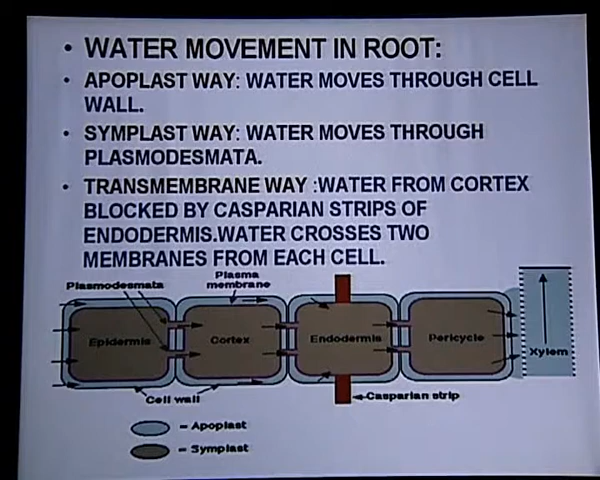 • WATER MOVEMENT IN ROOT:
• APOPLAST WAY: WATER MOVES THROUGH CELL
WALL.
• SYMPLAST WAY: WATER MOVES THROUGH
PLASMODESMATA.
• TRANSMEMBRANE WAY :WATER FROM CORTEX
BLOCKED BY CASPARIAN STRIPS OF
ENDODERMIS.WATER CROSSES TWO
MEMBRANES FROM EACH CELL.
Plasmodesmata
Plasma
membrane
Epidermis
Cortex
Endodermis
Pericycle
Xylem
Cell wall
Casparian strip
= Apoplast
= Symplast